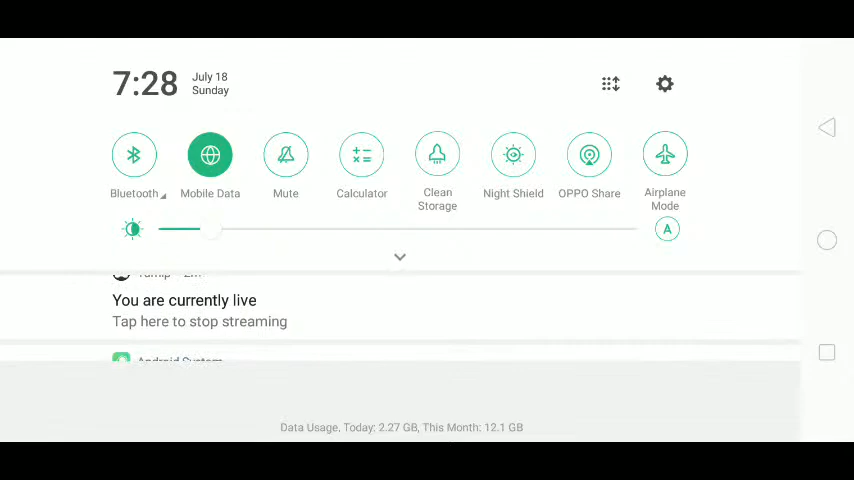 7:28
July 18
Sunday
Bluetooth
Mobile Data
Mute
Calculator
Clean
Storage
Night Shield
OPPO Share
Airplane
Mode
A
You are currently live
Tap here to stop streaming
Android System
Data Usage. Today: 2.27 GB, This Month: 12.1 GB